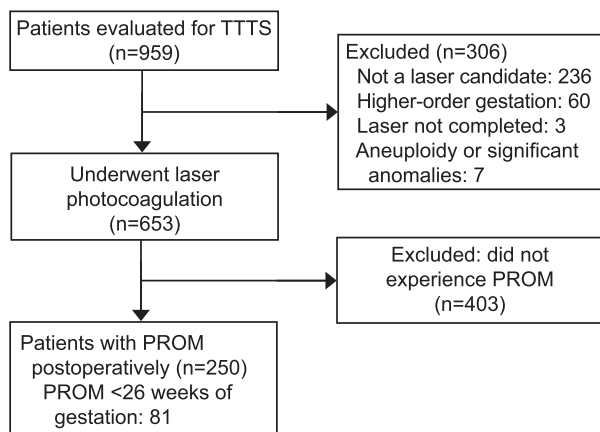 Patients evaluated for TTTS
(n=959)
Excluded (n=306)
Not a laser candidate: 236
Higher-order gestation: 60
Laser not completed: 3
Aneuploidy or significant
anomalies: 7
Underwent laser
photocoagulation
(n=653)
Excluded: did not
experience PROM
(n=403)
Patients with PROM
postoperatively (n=250)
PROM <26 weeks of
gestation: 81